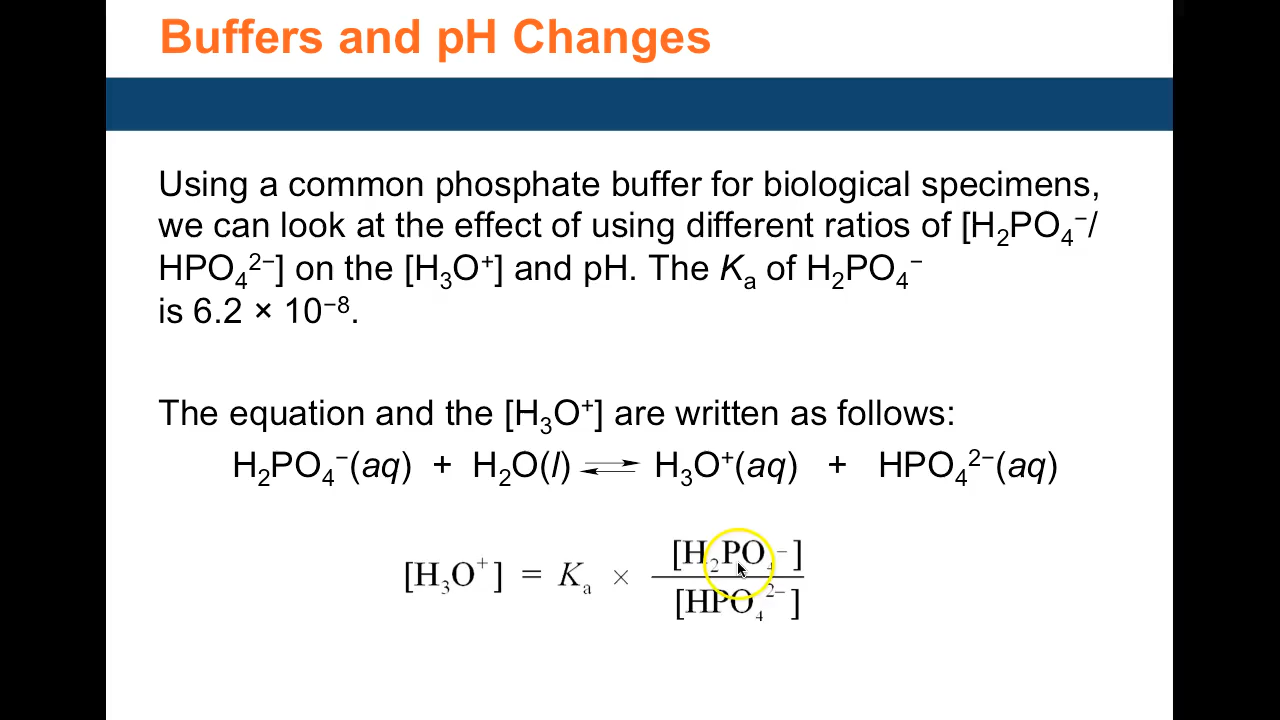 Buffers and pH Changes
Using a common phosphate buffer for biological specimens,
we can look at the effect of using different ratios of [H₂PO₄⁻/
HPO₄²⁻] on the [H₃O⁺] and pH. The Kₐ of H₂PO₄⁻
is 6.2 × 10⁻⁸.
The equation and the [H₃O⁺] are written as follows:
H₂PO₄⁻(aq) + H₂O(l) ⇌ H₃O⁺(aq) + HPO₄²⁻(aq)
[H₃O⁺] = Kₐ × [H₂PO₄⁻]
[HPO₄²⁻]